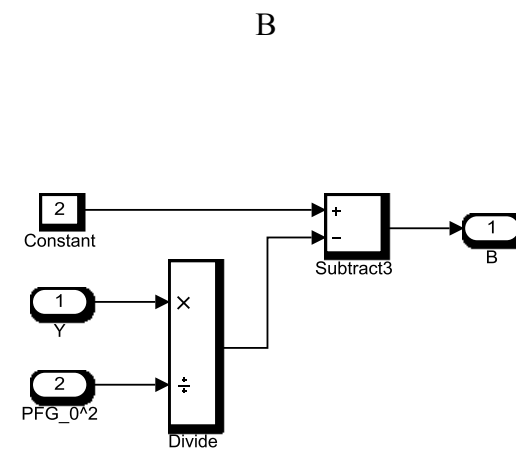 B
2
Constant
+
−
Subtract3
1
B
1
Y
×
÷
2
PFG_0^2
Divide